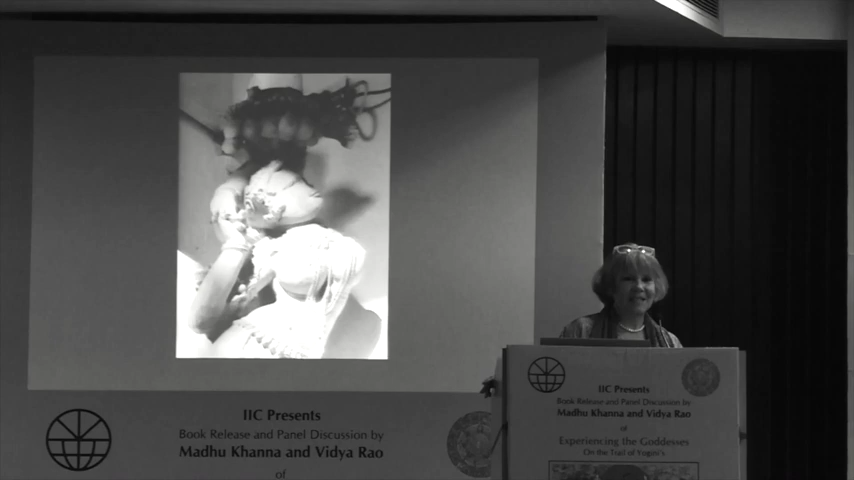 IIC Presents
Book Release and Panel Discussion by
Madhu Khanna and Vidya Rao
of
IIC Presents
Book Release and Panel Discussion by
Madhu Khanna and Vidya Rao
of
Experiencing the Goddesses
On the Trail of Yogini's